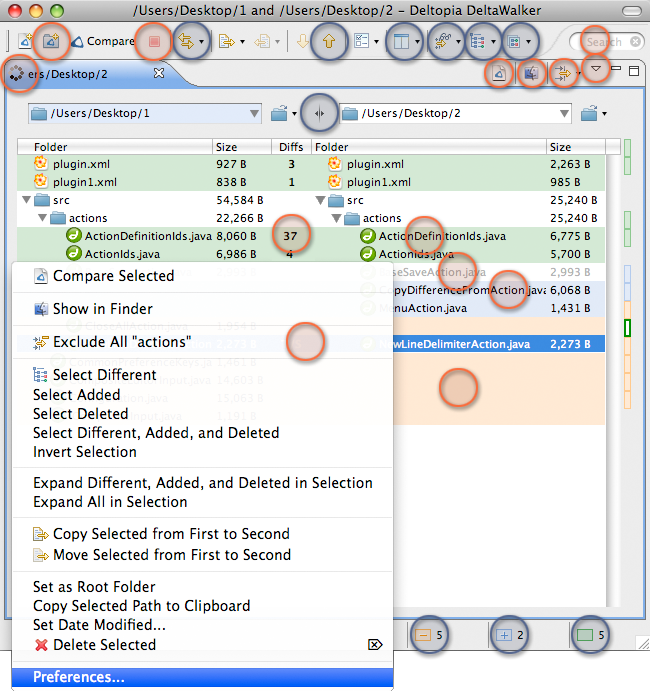 /Users/Desktop/1 and /Users/Desktop/2 – Deltopia DeltaWalker
Compare
Search
ers/Desktop/2
/Users/Desktop/1
/Users/Desktop/2
Folder Size Diffs Folder Size
plugin.xml 927 B 3 plugin.xml 2,263 B
plugin1.xml 838 B 1 plugin1.xml 985 B
src 54,584 B src 25,240 B
actions 22,266 B actions 25,240 B
ActionDefinitionIds.java 8,060 B 37 ActionDefinitionIds.java 6,775 B
ActionIds.java 6,986 B 4 ActionIds.java 5,700 B
BaseSaveAction.java 2,993 B
CopyDifferenceFromAction.java 6,068 B
MenuAction.java 1,431 B
NewLineDelimiterAction.java 2,273 B
Compare Selected
Show in Finder
Exclude All "actions"
Select Different
Select Added
Select Deleted
Select Different, Added, and Deleted
Invert Selection
Expand Different, Added, and Deleted in Selection
Expand All in Selection
Copy Selected from First to Second
Move Selected from First to Second
Set as Root Folder
Copy Selected Path to Clipboard
Set Date Modified...
Delete Selected
Preferences...
5 2 5